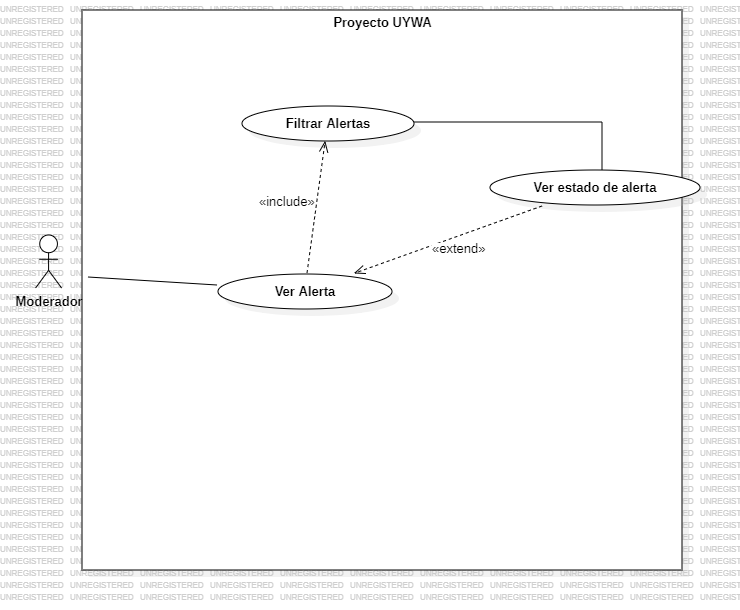 Proyecto UYWA
Filtrar Alertas
Ver estado de alerta
«include»
«extend»
Moderador
Ver Alerta
UNREGISTERED